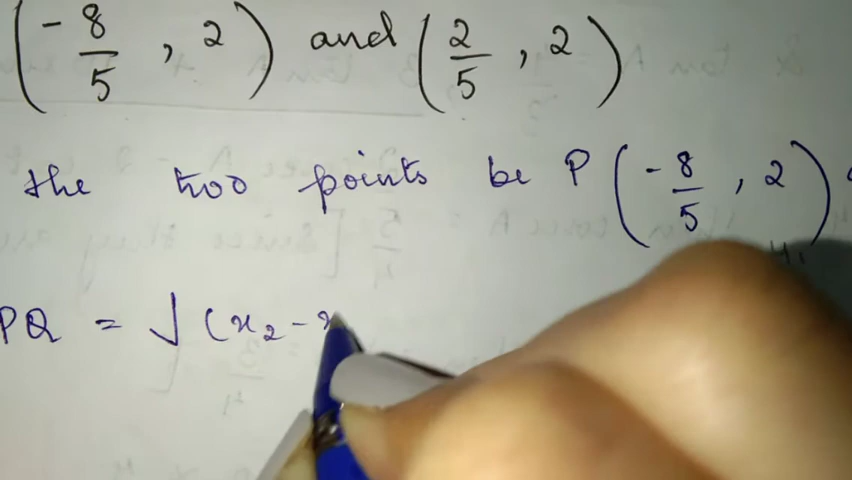 (-8/5, 2) and (2/5, 2)
the two points be P (-8/5, 2)
PQ = √(x₂ - x